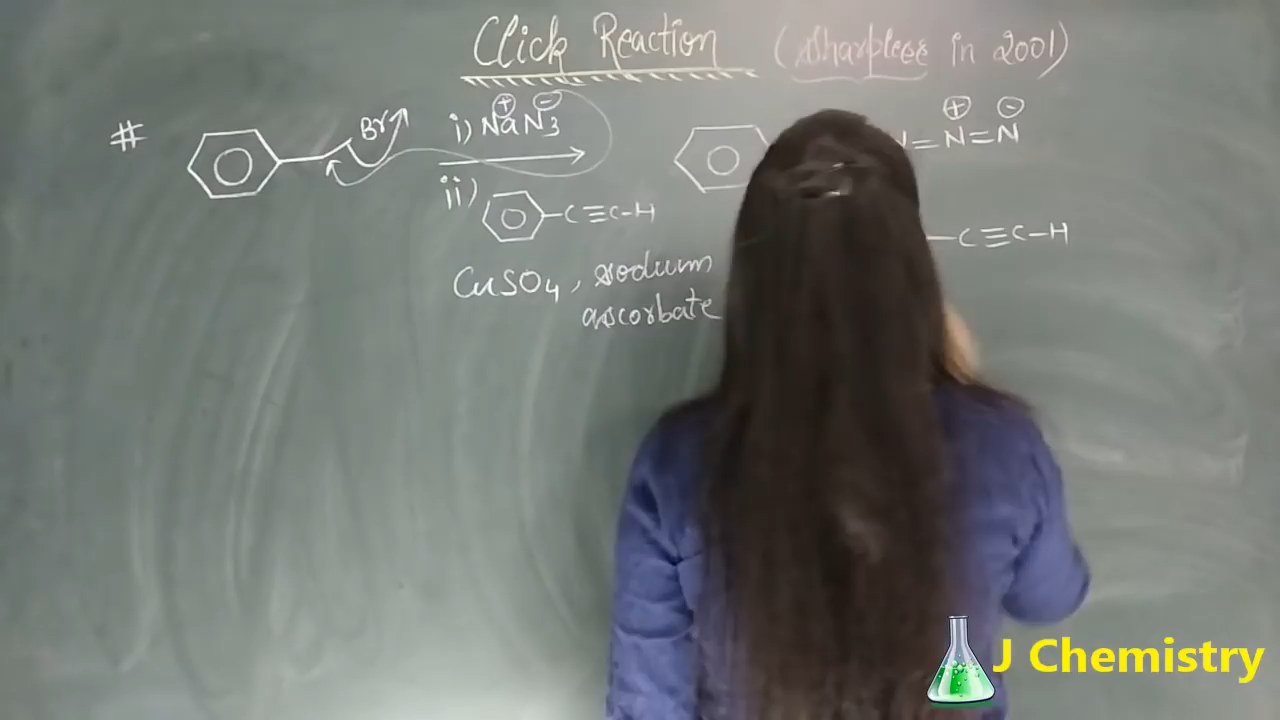 Click Reaction (Sharpless in 2001)
# Br
i) NaN3
⊕ ⊖
N=N=N
⊕ ⊖
ii) -C≡C-H
-C≡C-H
CuSO4, sodium
ascorbate
J Chemistry